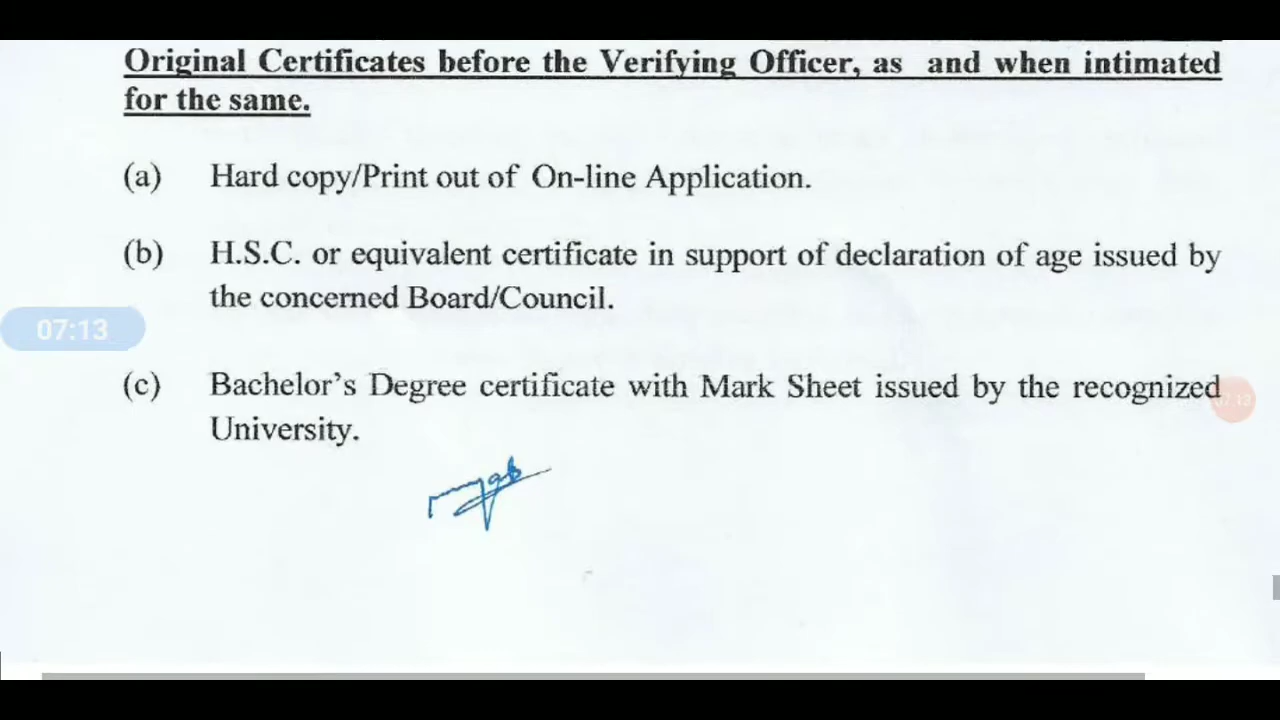 Original Certificates before the Verifying Officer, as and when intimated
for the same.
(a) Hard copy/Print out of On-line Application.
(b) H.S.C. or equivalent certificate in support of declaration of age issued by
the concerned Board/Council.
07:13
(c) Bachelor's Degree certificate with Mark Sheet issued by the recognized
07:13
University.